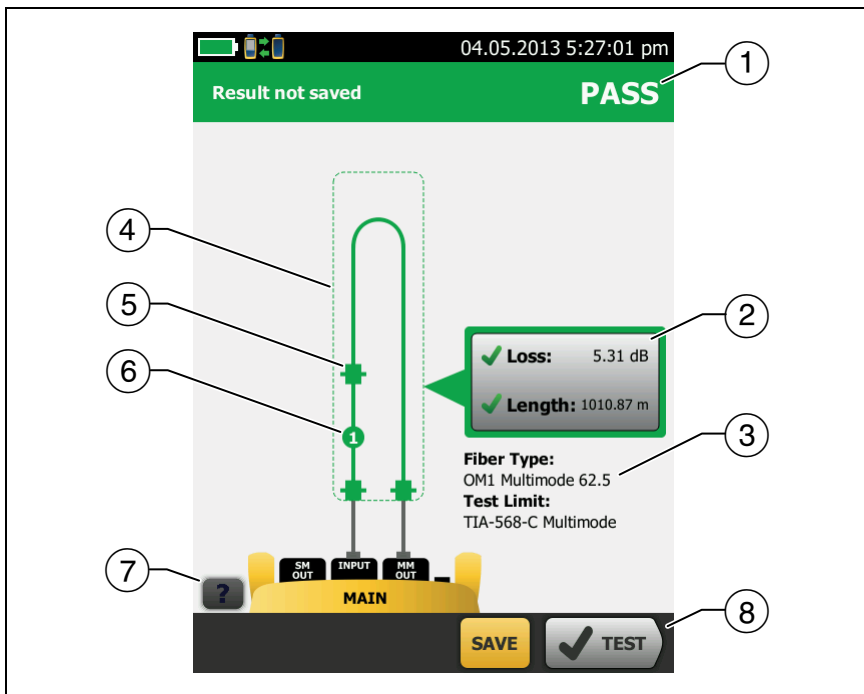 04.05.2013 5:27:01 pm
1
Result not saved
PASS
4
5
2
Loss: 5.31 dB
6
Length: 1010.87 m
1
3
Fiber Type:
OM1 Multimode 62.5
Test Limit:
TIA-568-C Multimode
7
SM OUT
INPUT
MM OUT
?
MAIN
8
SAVE
TEST